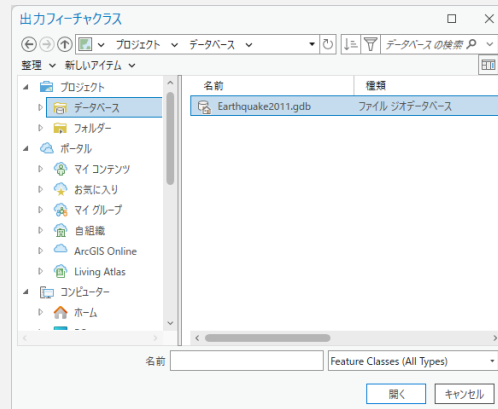 出力フィーチャクラス
プロジェクト データベース データベースの検索
整理 新しいアイテム
プロジェクト
データベース
フォルダー
ポータル
マイ コンテンツ
お気に入り
マイ グループ
自組織
ArcGIS Online
Living Atlas
コンピューター
ホーム
名前 種類
Earthquake2011.gdb ファイル ジオデータベース
名前 Feature Classes (All Types)
開く キャンセル